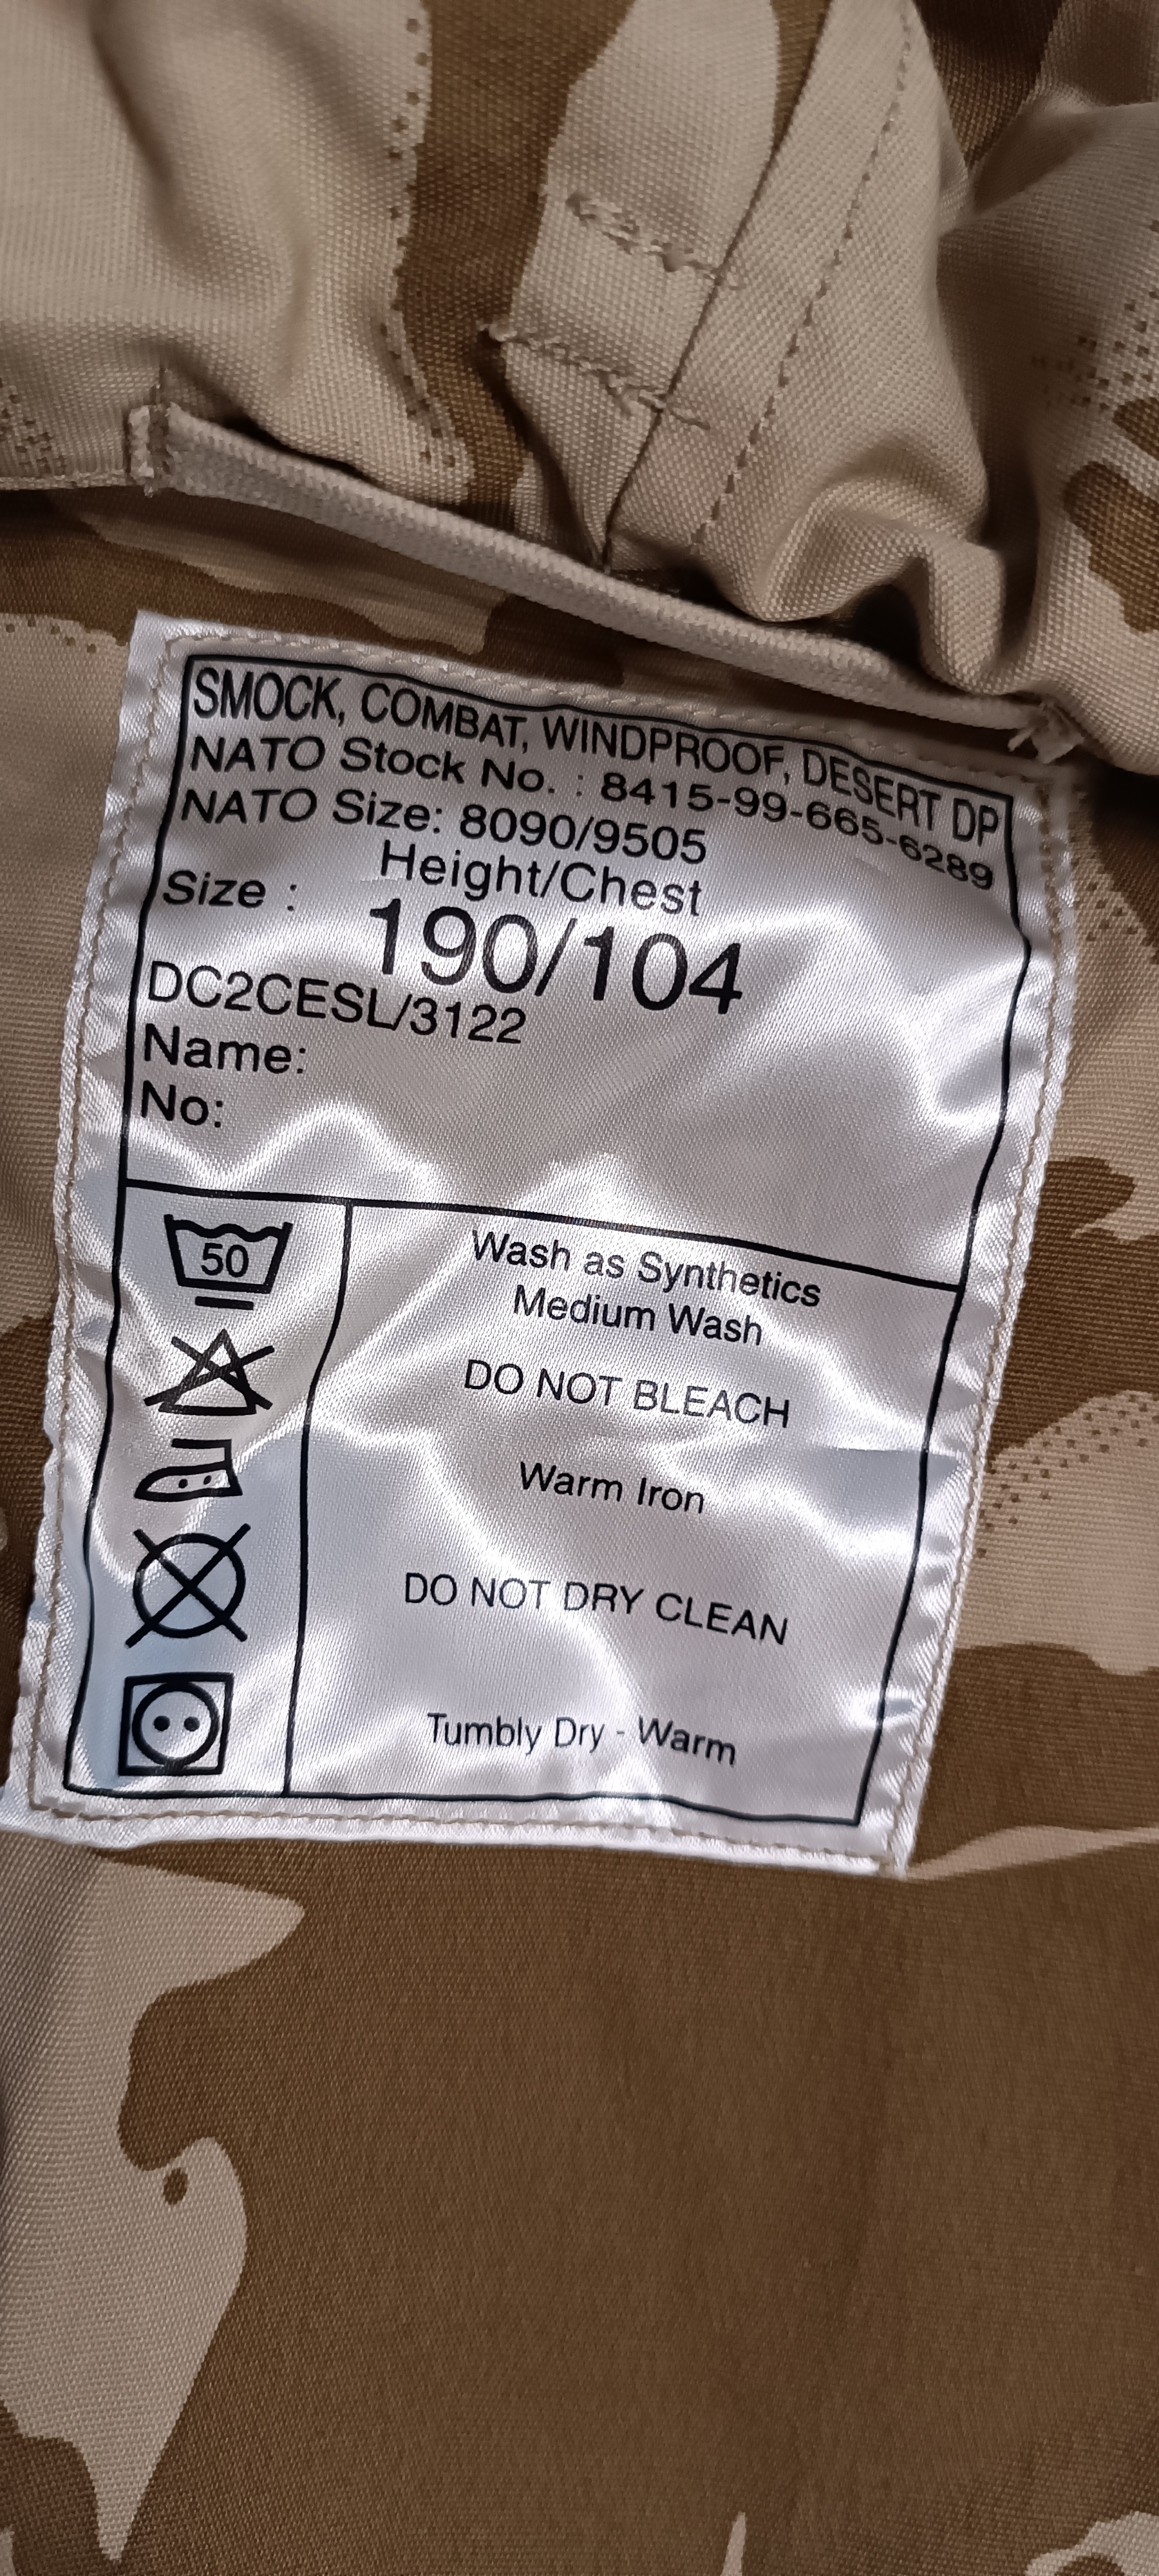 SMOCK, COMBAT, WINDPROOF, DESERT DP
NATO Stock No. : 8415-99-665-6289
NATO Size: 8090/9505
Height/Chest
Size :
190/104
DC2CESL/3122
Name:
No:
50
Wash as Synthetics
Medium Wash
DO NOT BLEACH
Warm Iron
DO NOT DRY CLEAN
Tumbly Dry - Warm